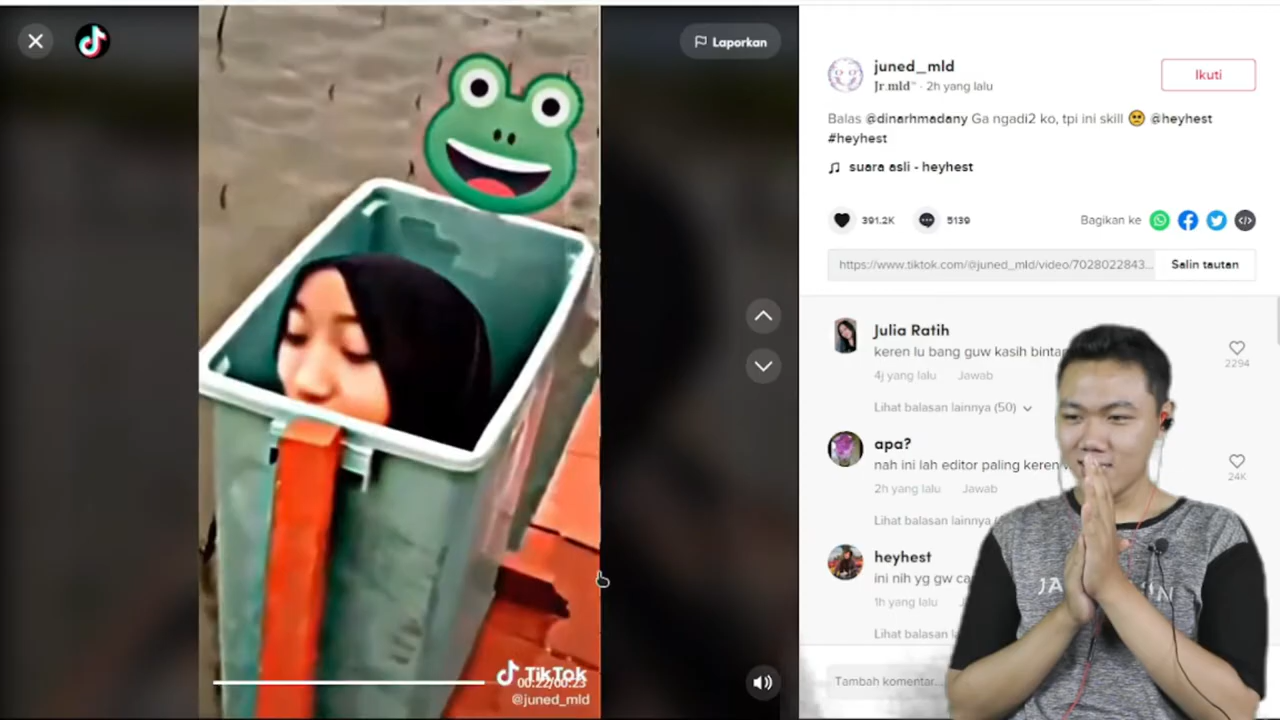 Laporkan
juned_mld
Jr.mld™ · 2h yang lalu
Ikuti
Balas @dinarhmadany Ga ngadi2 ko, tpi ini skill 🥺 @heyhest
#heyhest
♫ suara asli - heyhest
391.2K
5139
Bagikan ke
https://www.tiktok.com/@juned_mld/video/7028022843...
Salin tautan
Julia Ratih
keren lu bang guw kasih
2294
4j yang lalu Jawab
Lihat balasan lainnya (50)
apa?
nah ini lah editor paling keren
24K
2h yang lalu Jawab
Lihat balasan lainnya
heyhest
ini nih yg gw
1h yang lalu
Lihat balasan
Tambah komentar...
TikTok
00:22/00:23
@juned_mld